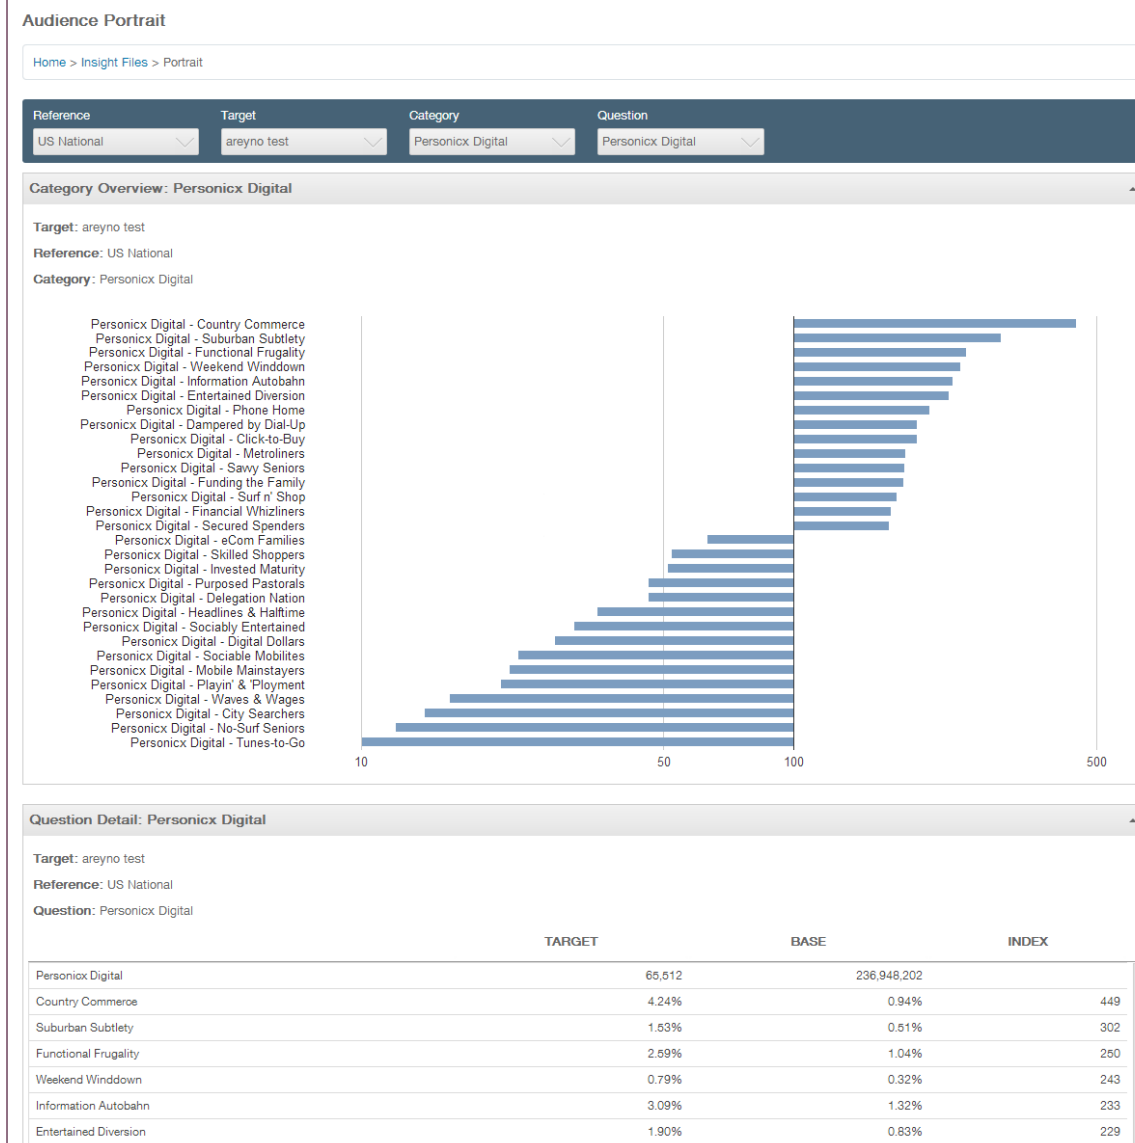 Audience Portrait
Home > Insight Files > Portrait
Reference Target Category Question
US National areyno test Personicx Digital Personicx Digital
Category Overview: Personicx Digital
Target: areyno test
Reference: US National
Category: Personicx Digital
Personicx Digital - Country Commerce
Personicx Digital - Suburban Subtlety
Personicx Digital - Functional Frugality
Personicx Digital - Weekend Winddown
Personicx Digital - Information Autobahn
Personicx Digital - Entertained Diversion
Personicx Digital - Phone Home
Personicx Digital - Dampered by Dial-Up
Personicx Digital - Click-to-Buy
Personicx Digital - Metroliners
Personicx Digital - Savvy Seniors
Personicx Digital - Funding the Family
Personicx Digital - Surf n' Shop
Personicx Digital - Financial Whizliners
Personicx Digital - Secured Spenders
Personicx Digital - eCom Families
Personicx Digital - Skilled Shoppers
Personicx Digital - Invested Maturity
Personicx Digital - Purposed Pastorals
Personicx Digital - Delegation Nation
Personicx Digital - Headlines & Halftime
Personicx Digital - Sociably Entertained
Personicx Digital - Digital Dollars
Personicx Digital - Sociable Mobilites
Personicx Digital - Mobile Mainstayers
Personicx Digital - Playin' & 'Ployment
Personicx Digital - Waves & Wages
Personicx Digital - City Searchers
Personicx Digital - No-Surf Seniors
Personicx Digital - Tunes-to-Go
10 50 100 500
Question Detail: Personicx Digital
Target: areyno test
Reference: US National
Question: Personicx Digital
TARGET BASE INDEX
Personicx Digital 65,512 236,948,202
Country Commerce 4.24% 0.94% 449
Suburban Subtlety 1.53% 0.51% 302
Functional Frugality 2.59% 1.04% 250
Weekend Winddown 0.79% 0.32% 243
Information Autobahn 3.09% 1.32% 233
Entertained Diversion 1.90% 0.83% 229